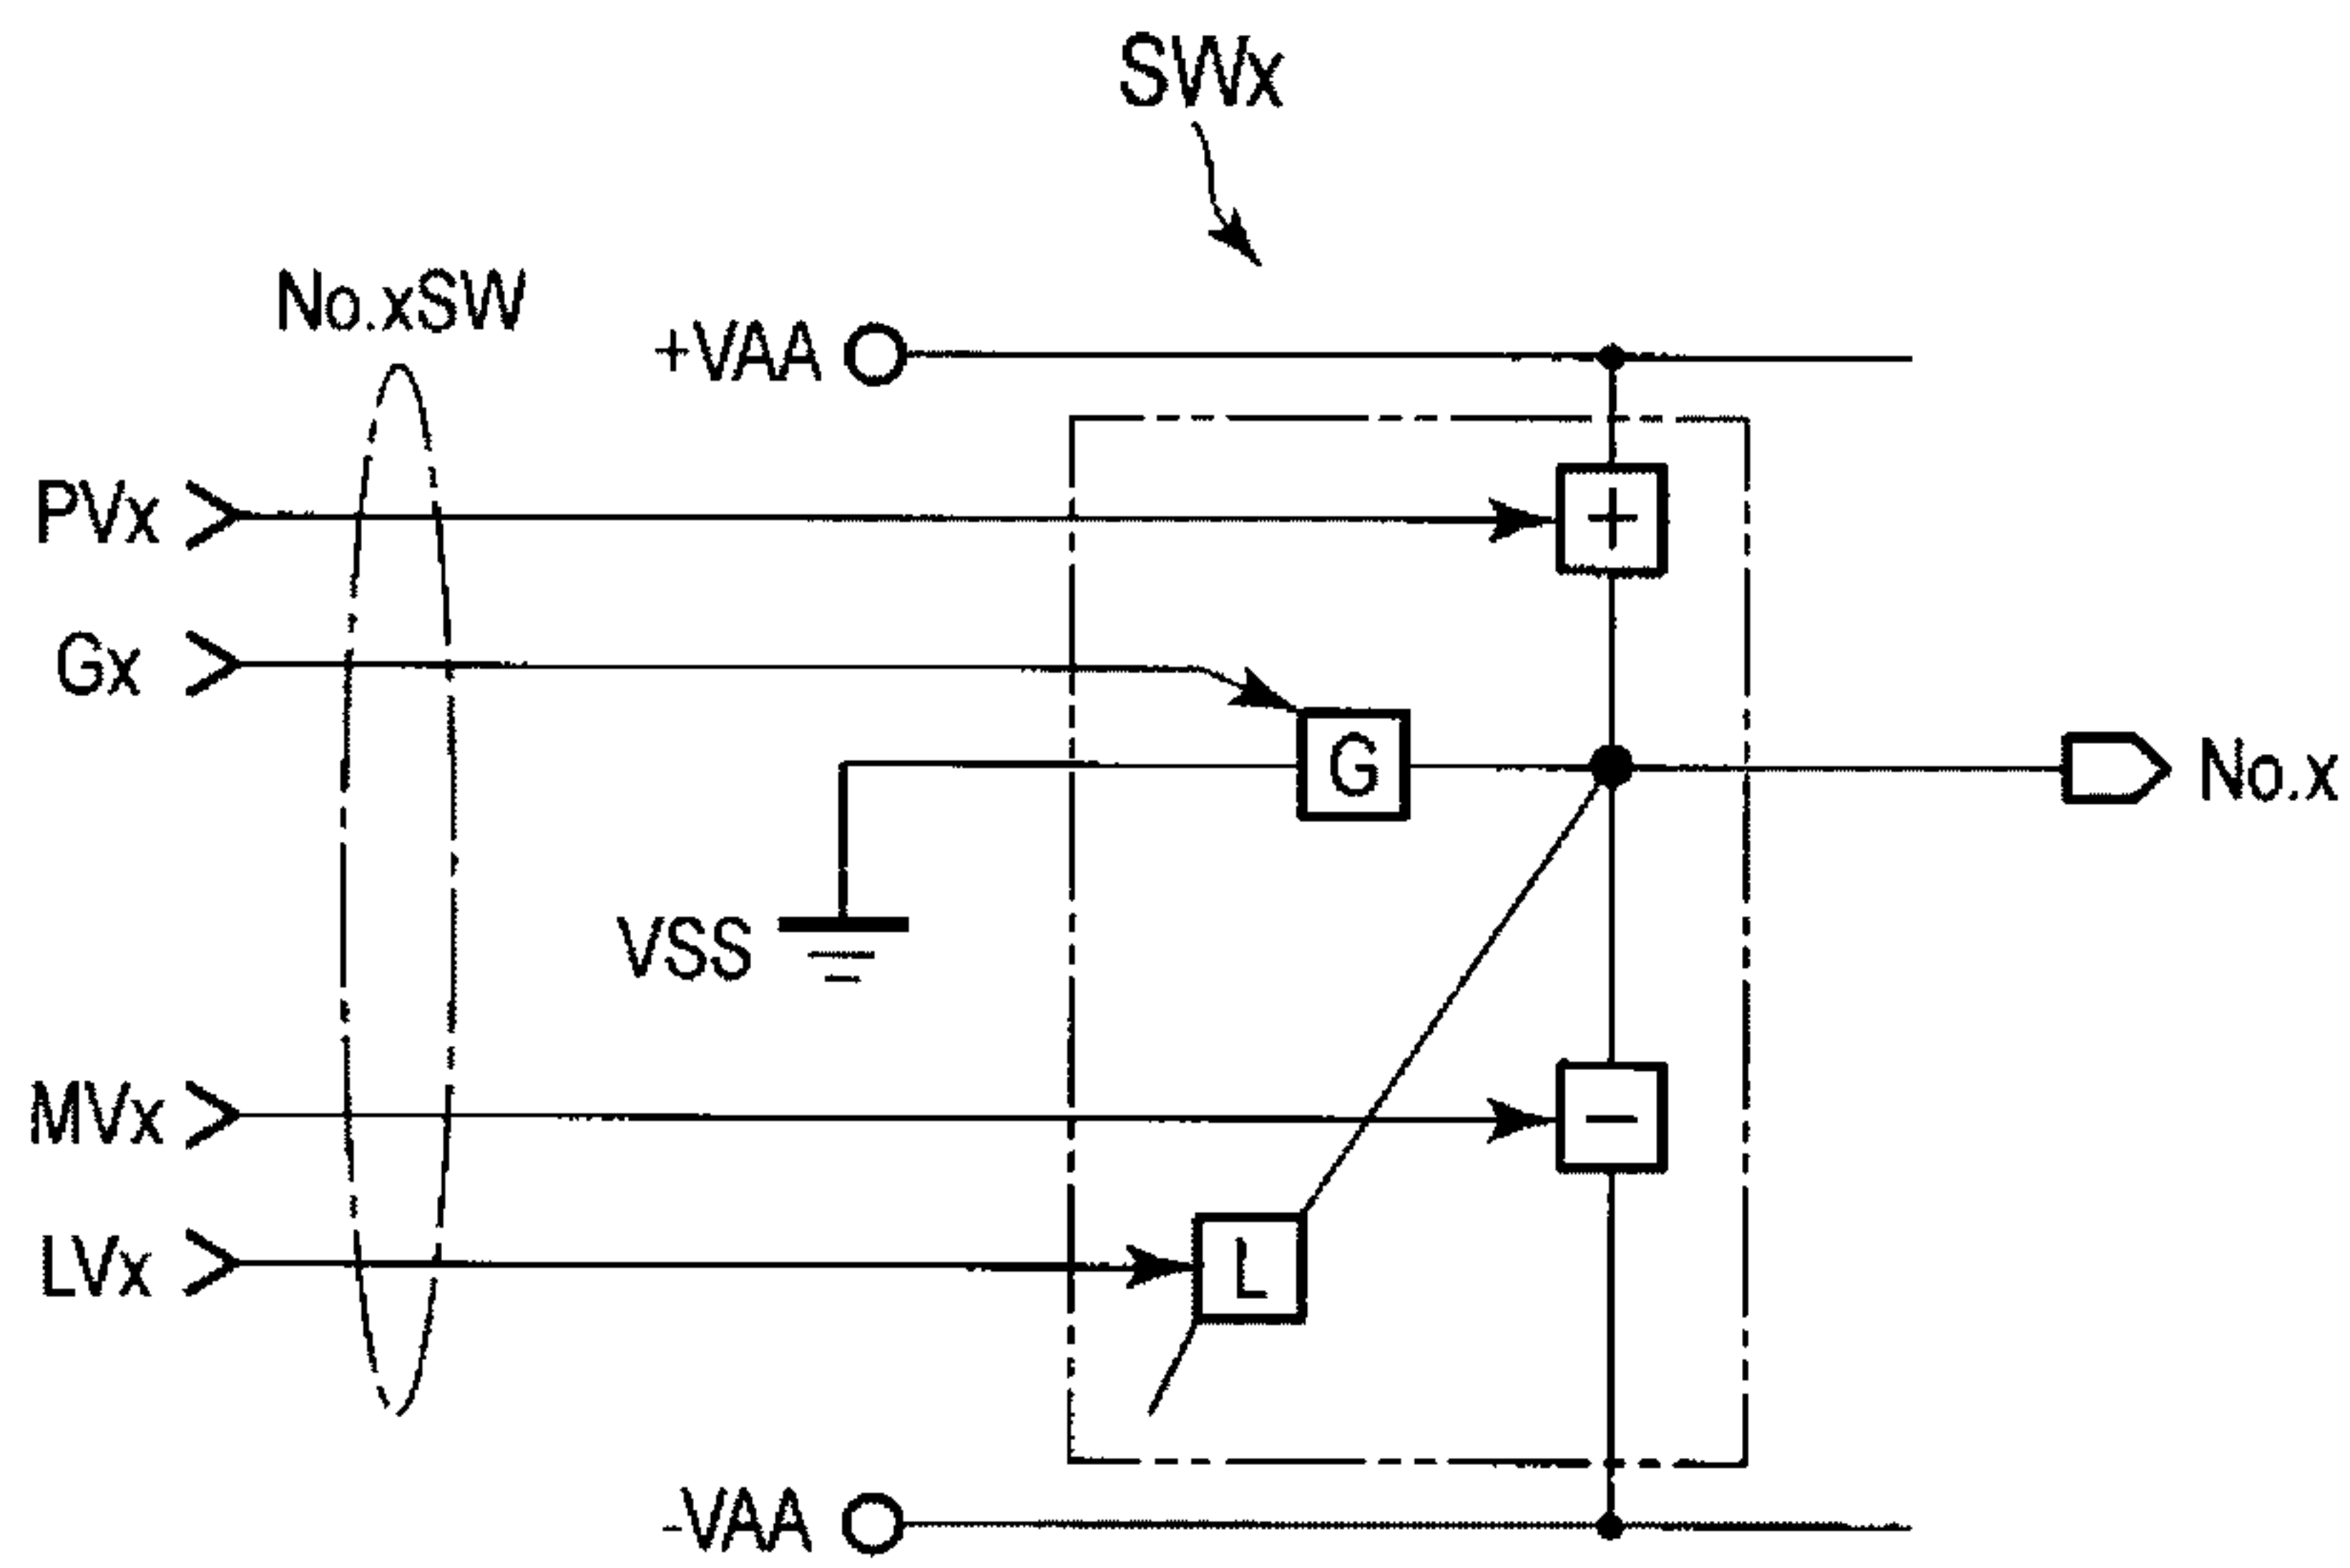 SWx
No.xSW
+VAA
PVx
+
Gx
G
No.x
VSS
MVx
−
LVx
L
-VAA